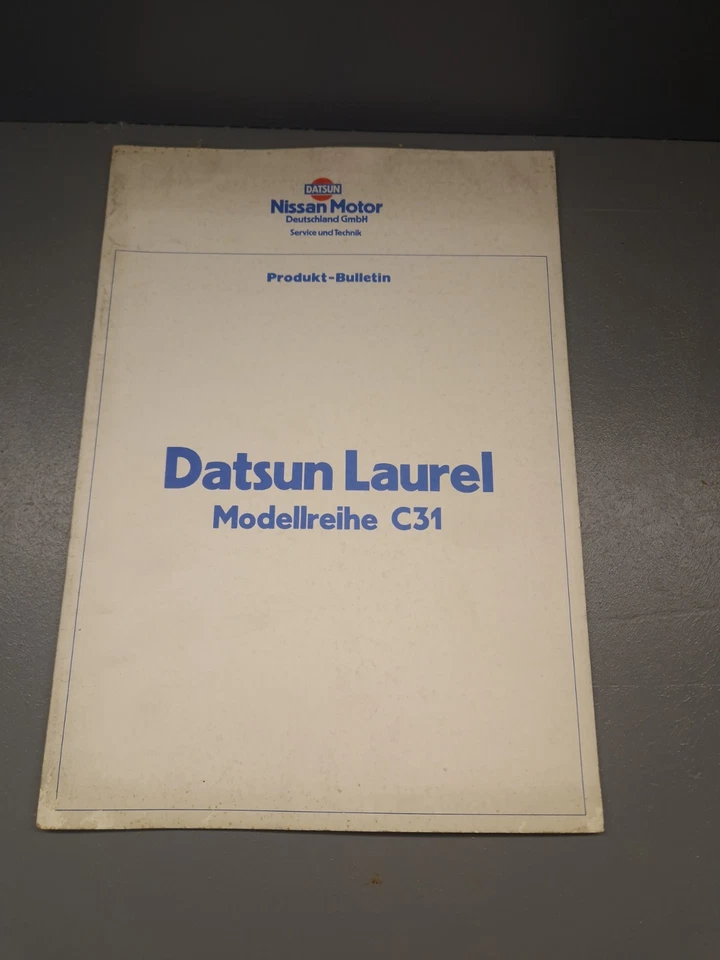 DATSUN
Nissan Motor
Deutschland GmbH
Service und Technik
Produkt-Bulletin
Datsun Laurel
Modellreihe C31